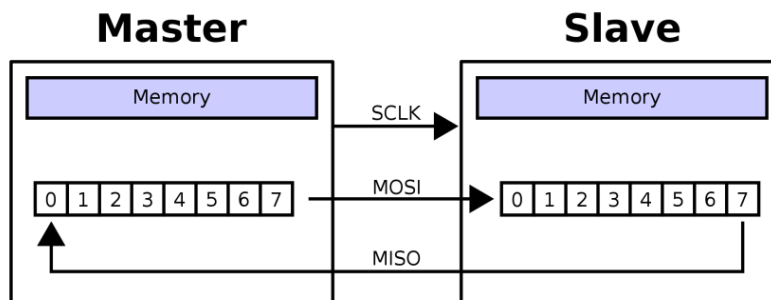 Master Slave
Memory SCLK Memory
0 1 2 3 4 5 6 7 MOSI 0 1 2 3 4 5 6 7
MISO